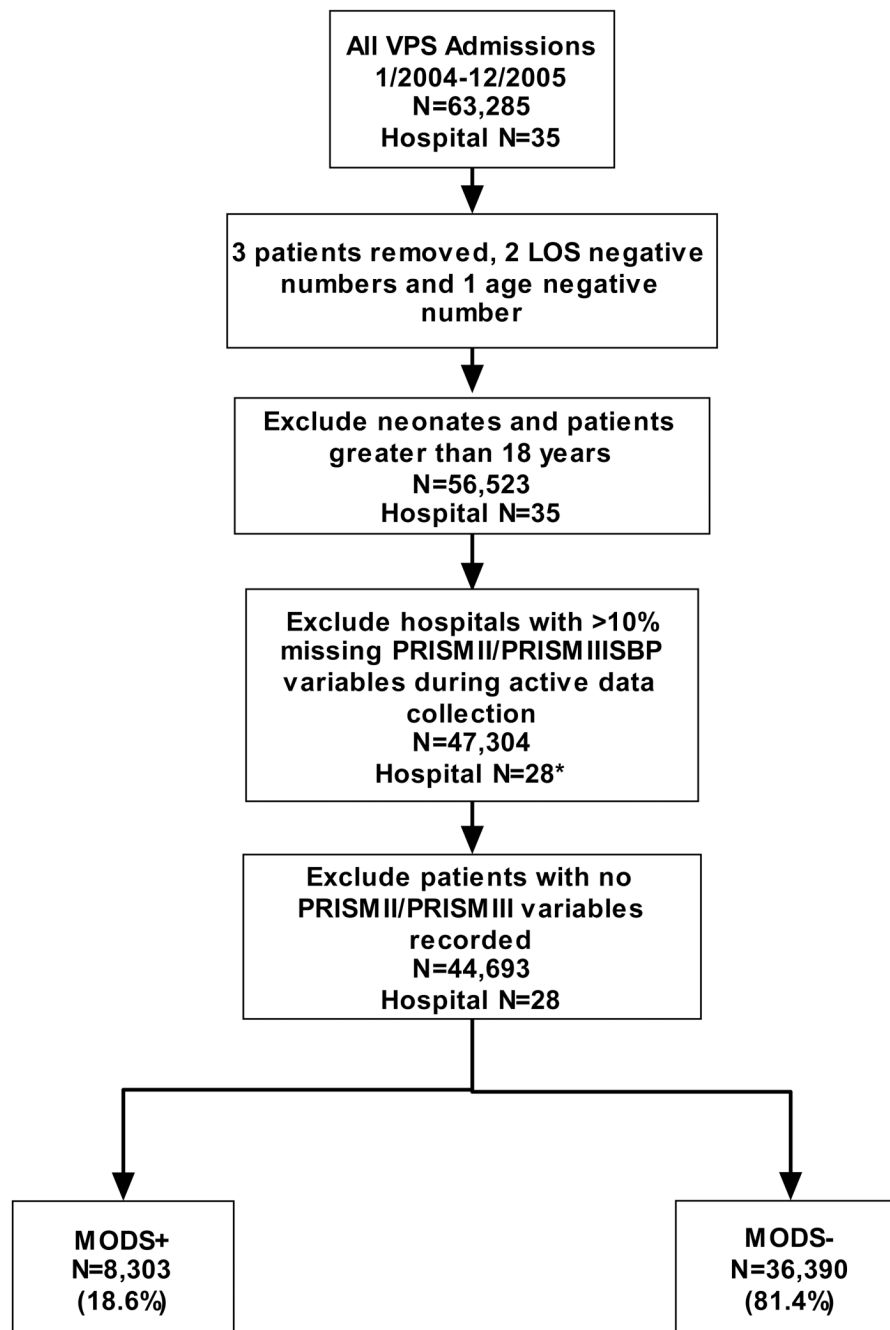 All VPS Admissions
1/2004-12/2005
N=63,285
Hospital N=35
3 patients removed, 2 LOS negative
numbers and 1 age negative
number
Exclude neonates and patients
greater than 18 years
N=56,523
Hospital N=35
Exclude hospitals with >10%
missing PRISMII/PRISMIIISBP
variables during active data
collection
N=47,304
Hospital N=28*
Exclude patients with no
PRISMII/PRISMIII variables
recorded
N=44,693
Hospital N=28
MODS+
N=8,303
(18.6%)
MODS-
N=36,390
(81.4%)